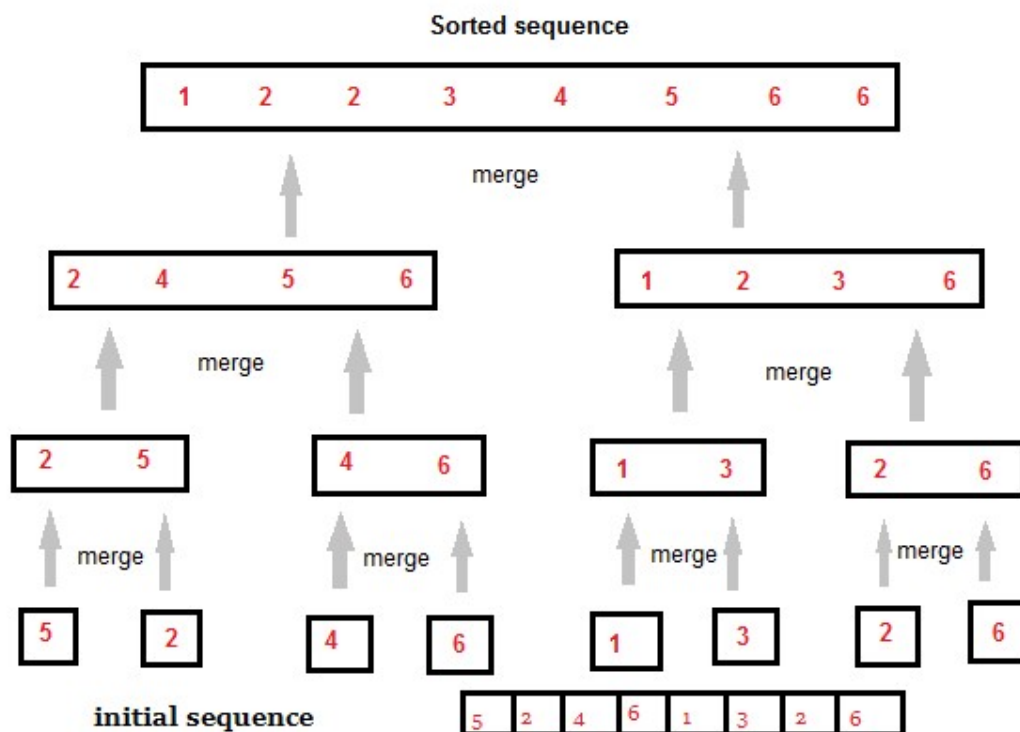 Sorted sequence
1 2 2 3 4 5 6 6
merge
2 4 5 6
1 2 3 6
merge
merge
2 5
4 6
1 3
2 6
merge
merge
merge
merge
5
2
4
6
1
3
2
6
initial sequence
5 2 4 6 1 3 2 6